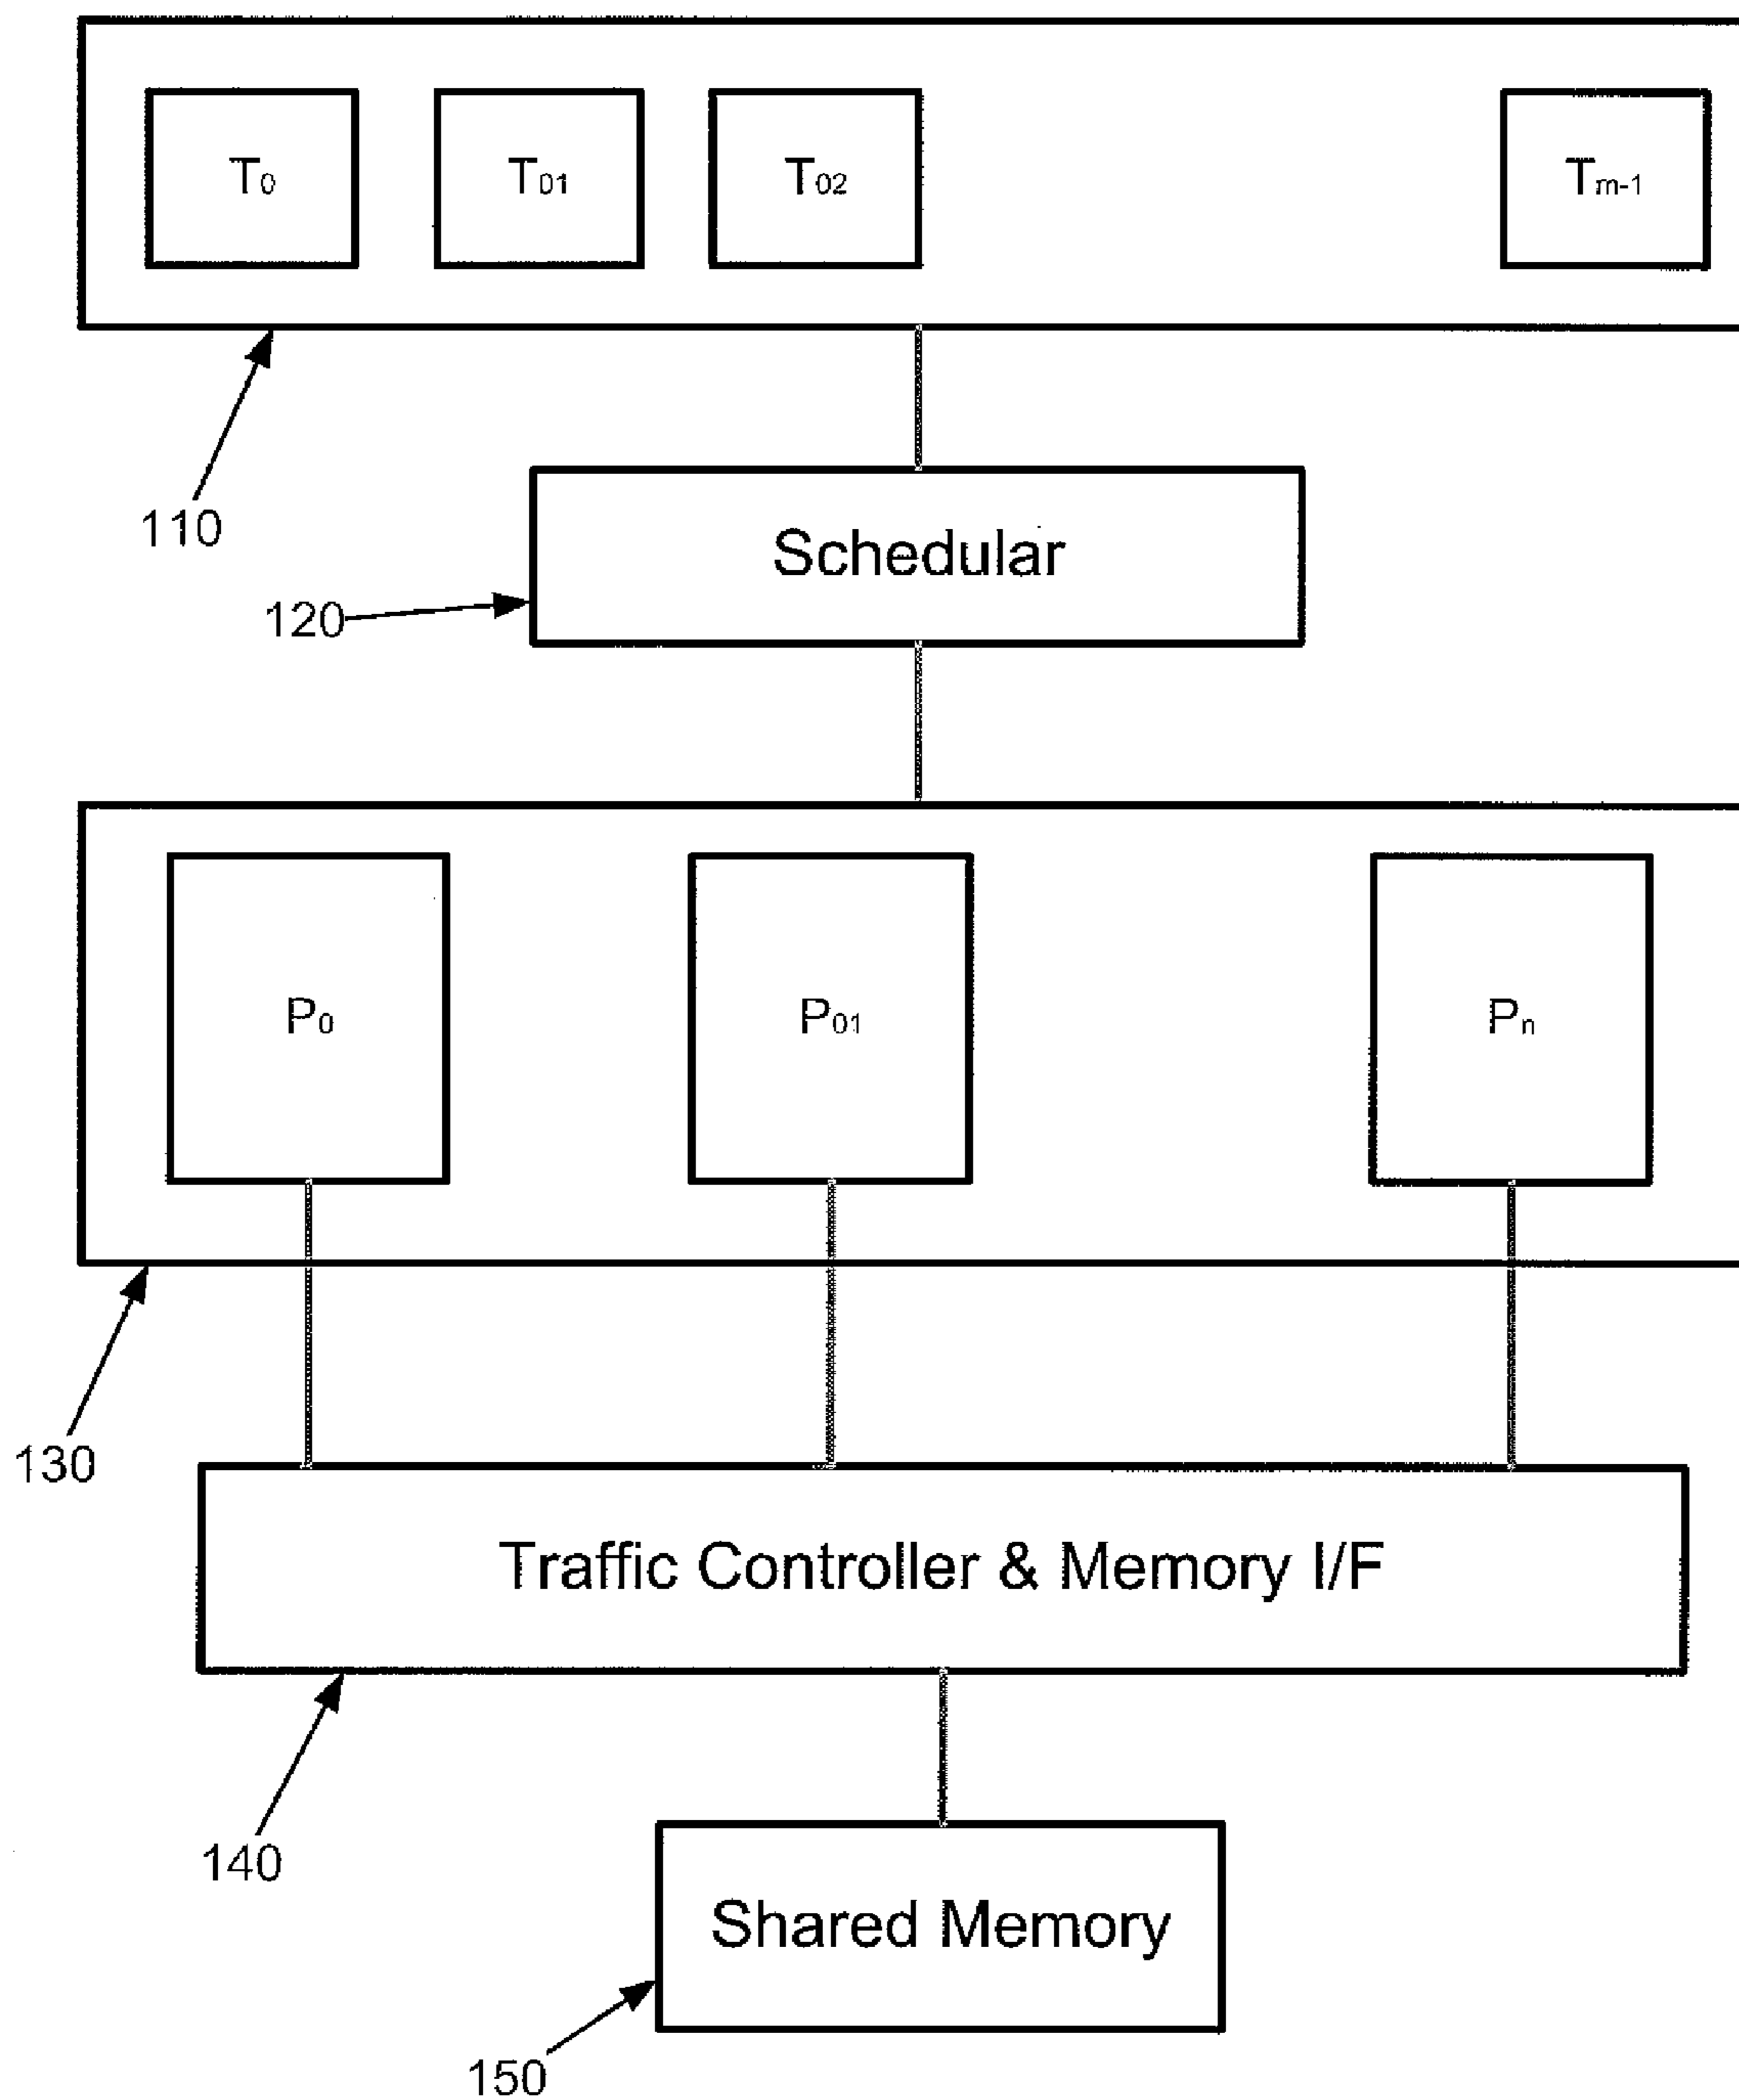 T0 T01 T02 Tm-1
110
Schedular
120
P0 P01 Pn
130
Traffic Controller & Memory I/F
140
Shared Memory
150